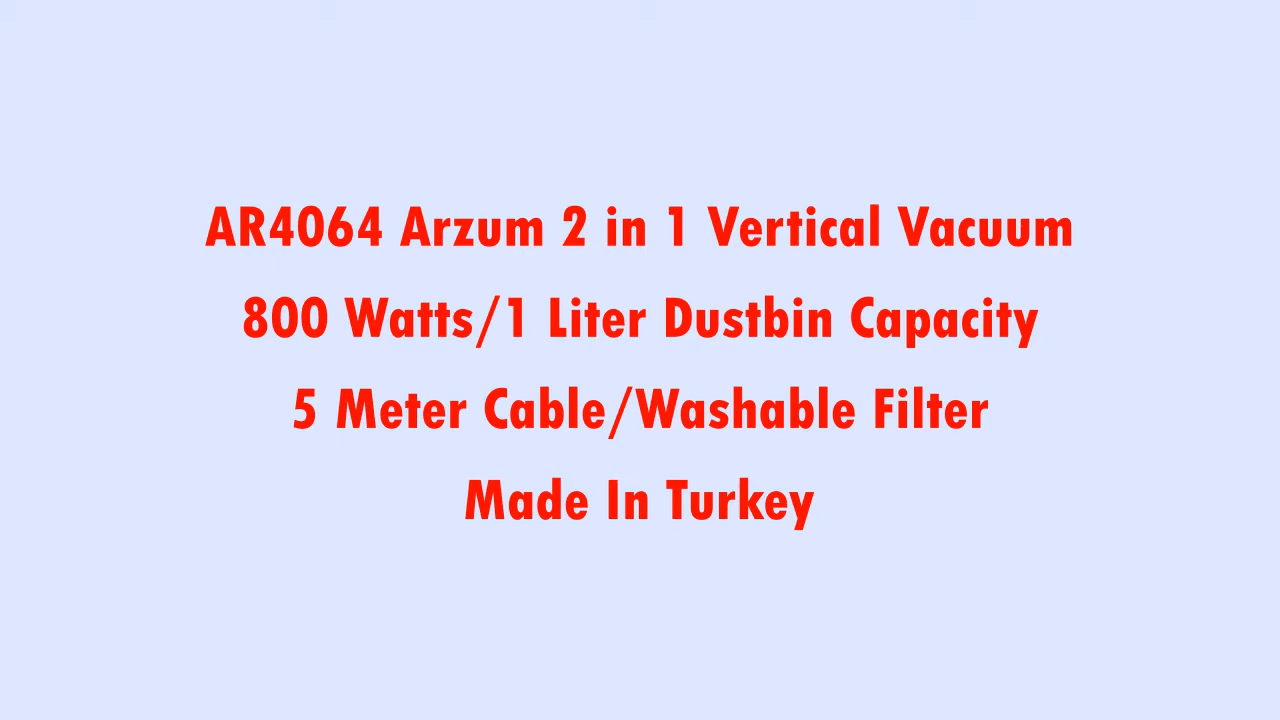 AR4064 Arzum 2 in 1 Vertical Vacuum
800 Watts/1 Liter Dustbin Capacity
5 Meter Cable/Washable Filter
Made In Turkey